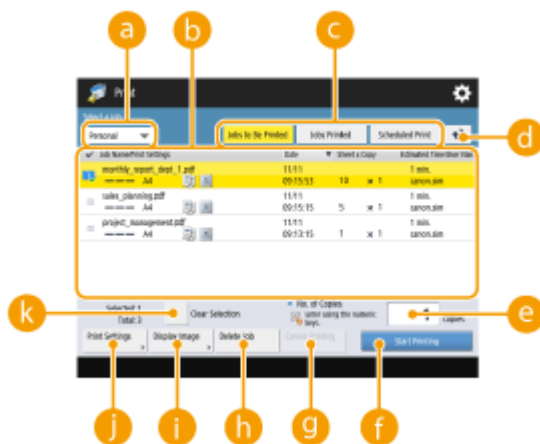 a b c
Print
Select a job
Personal Jobs to Be Printed Jobs Printed Scheduled Print d
Job Name/Print Settings Date Sheet x Copy Estimated Time/User Name
monthly_report_dept_1.pdf 11/11 1 min.
A4 09:15:53 10 x 1 canon.sim
sales_planning.pdf 11/11 1 min.
A4 09:15:15 5 x 1 canon.sim
project_management.pdf 11/11 1 min.
A4 09:13:15 1 x 1 canon.sim
k Selected: 1 Clear Selection No. of Copies e
Total: 3 using the numeric copies
keys.
Print Settings Display Image Delete Job Cancel Printing Start Printing
j i h g f